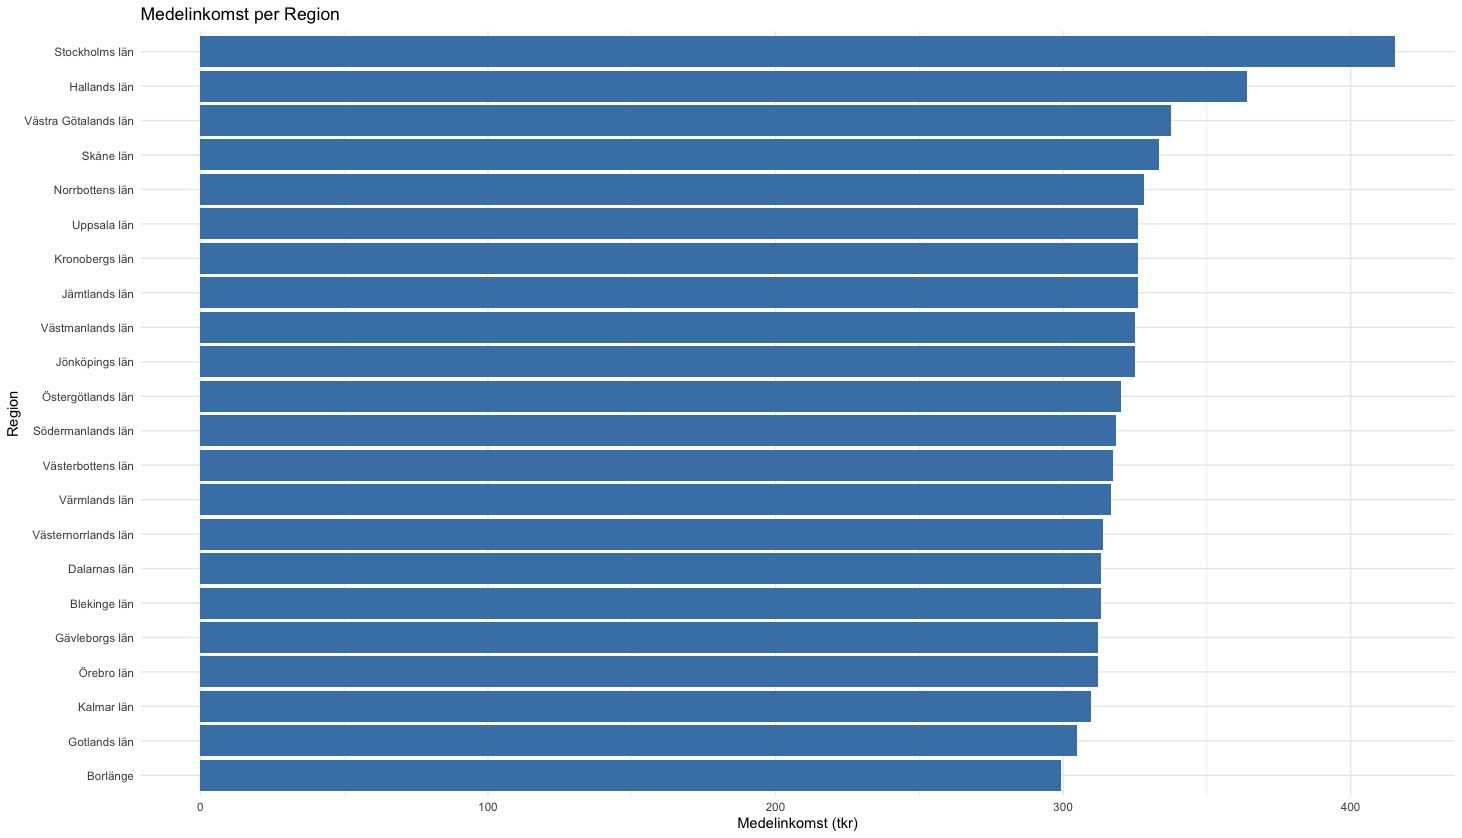 Medelinkomst per Region
Stockholms län
Hallands län
Västra Götalands län
Skåne län
Norrbottens län
Uppsala län
Kronobergs län
Jämtlands län
Västmanlands län
Jönköpings län
Östergötlands län
Södermanlands län
Västerbottens län
Värmlands län
Västernorrlands län
Dalarnas län
Blekinge län
Gävleborgs län
Örebro län
Kalmar län
Gotlands län
Borlänge
Region
0 100 200 300 400
Medelinkomst (tkr)